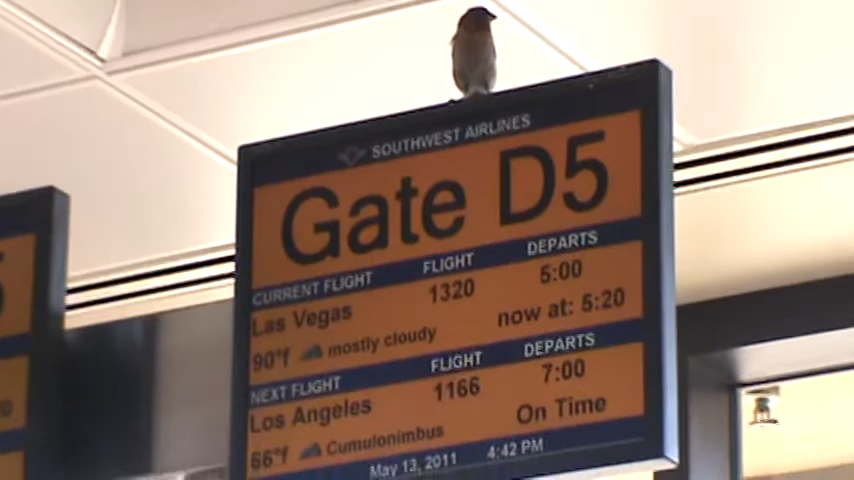 SOUTHWEST AIRLINES
Gate D5
CURRENT FLIGHT FLIGHT DEPARTS
Las Vegas 1320 5:00
90°f mostly cloudy now at: 5:20
NEXT FLIGHT FLIGHT DEPARTS
Los Angeles 1166 7:00
66°f Cumulonimbus On Time
May 13, 2011 4:42 PM